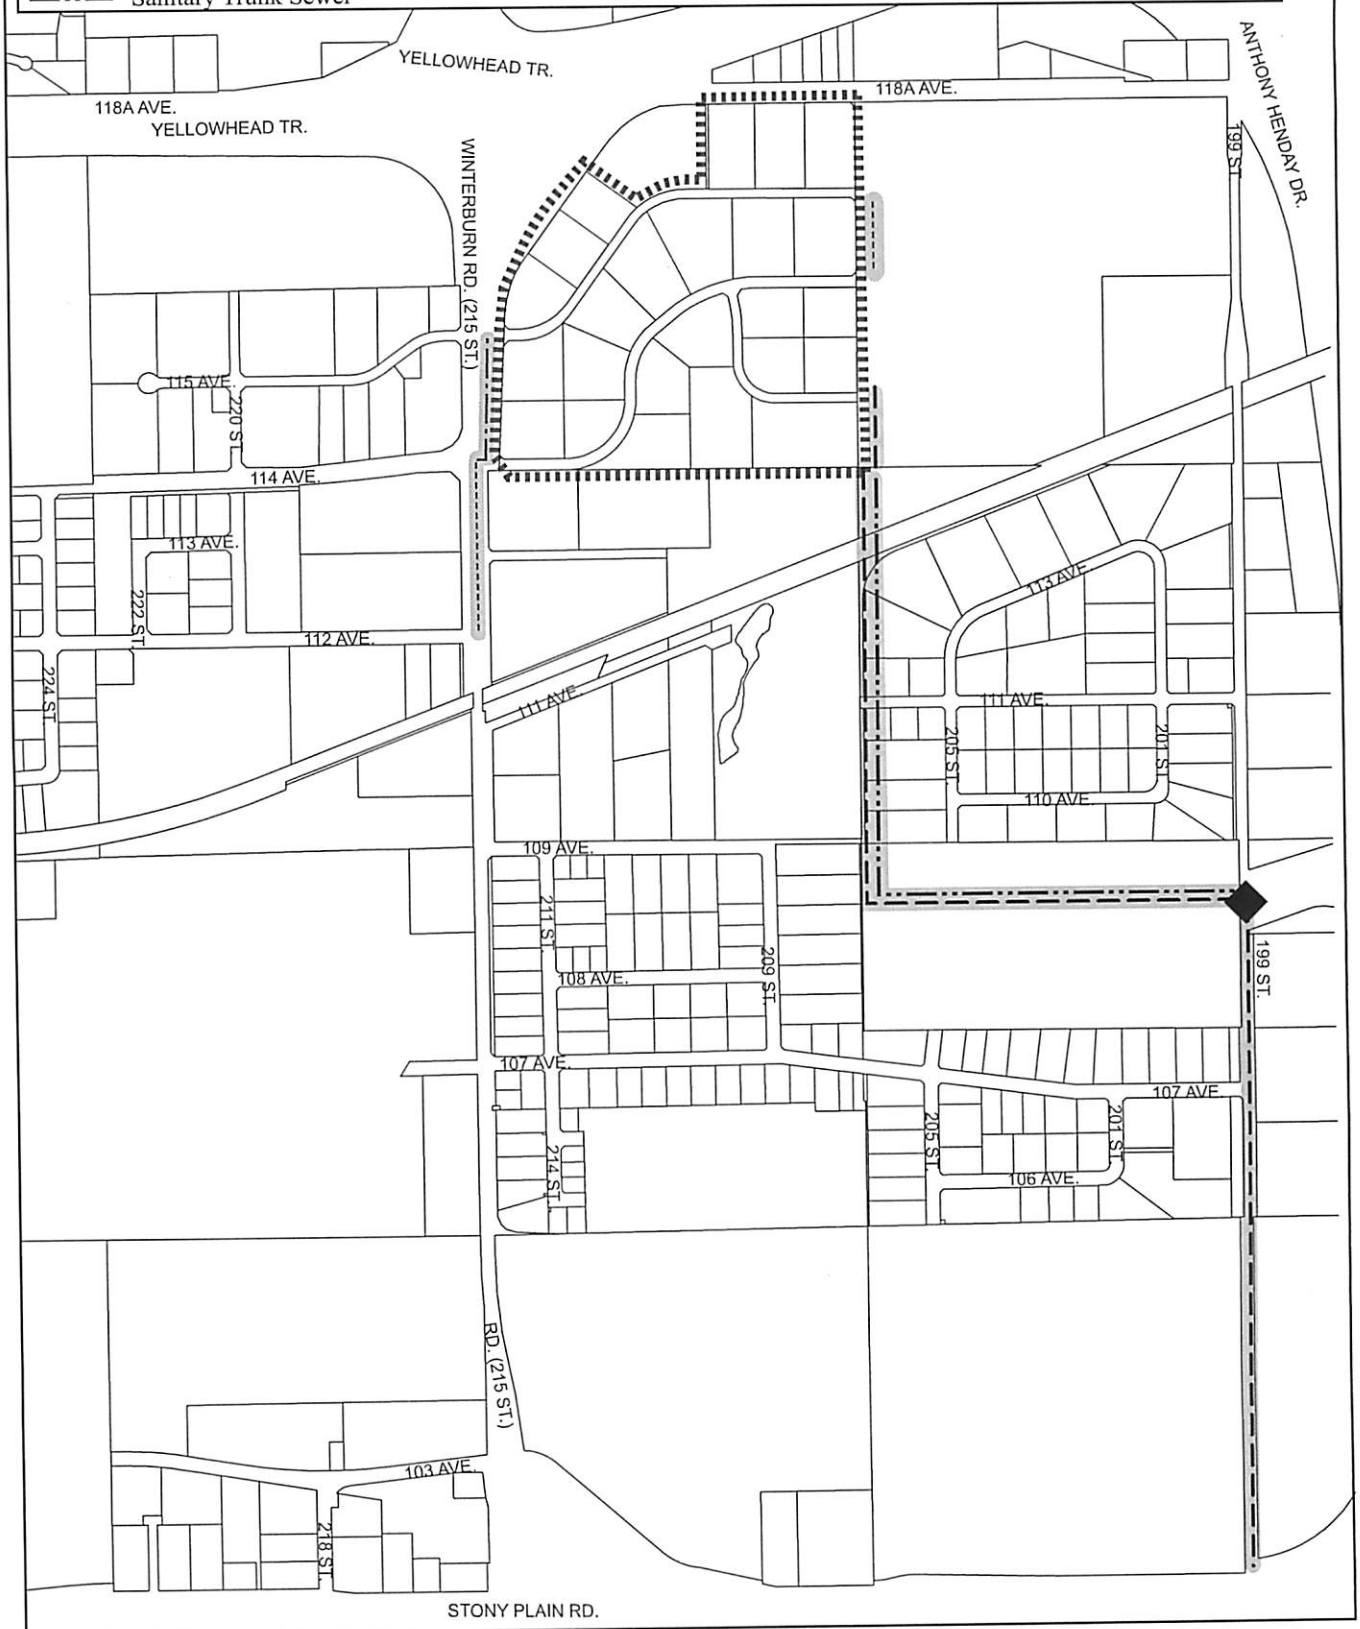 Sanitary Trunk Sewer
YELLOWHEAD TR.
ANTHONY HENDAY DR.
118A AVE.
118A AVE.
YELLOWHEAD TR.
199 ST.
WINTERBURN RD. (215 ST.)
115 AVE.
220 ST.
114 AVE.
113 AVE.
113 AVE.
222 ST.
112 AVE.
224 ST.
111 AVE.
111 AVE.
205 ST.
201 ST.
110 AVE.
109 AVE.
211 ST.
209 ST.
199 ST.
108 AVE.
107 AVE.
107 AVE.
205 ST.
201 ST.
214 ST.
106 AVE.
RD. (215 ST.)
103 AVE.
218 ST.
STONY PLAIN RD.